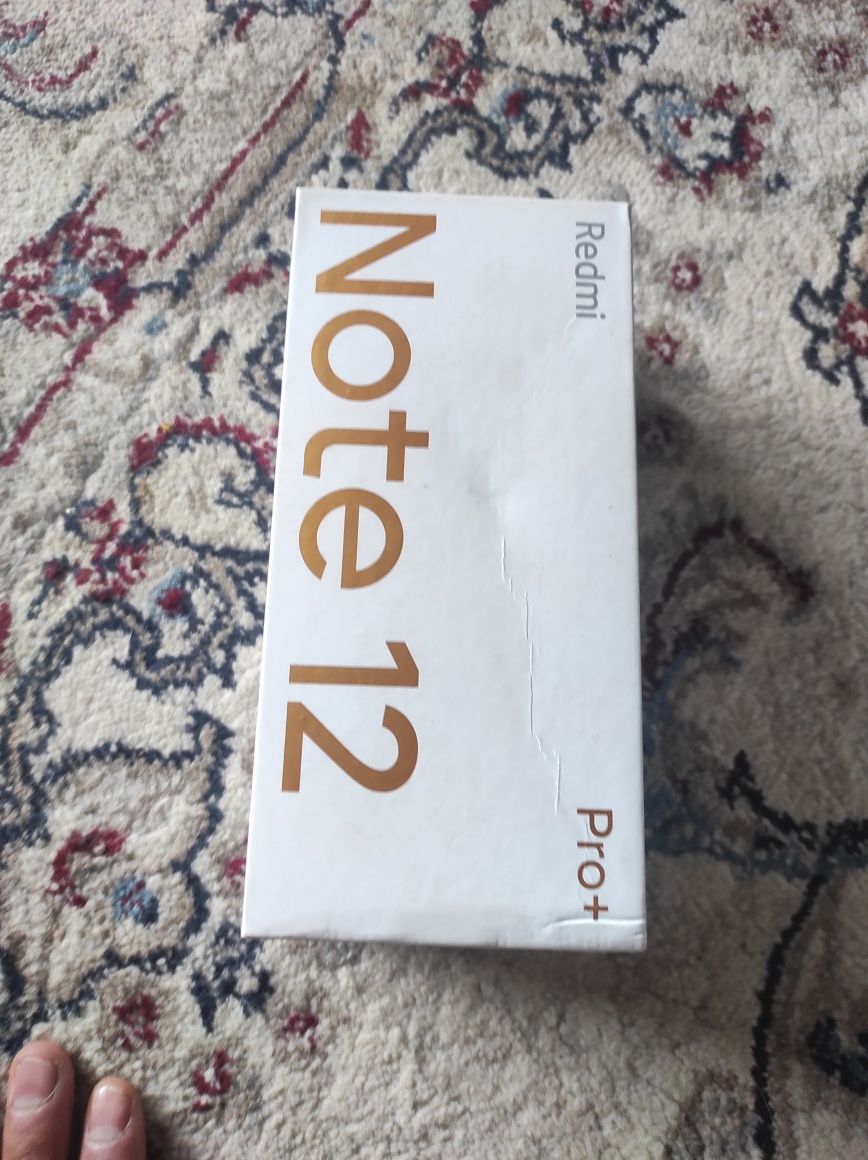 Redmi
Pro+
Note 12